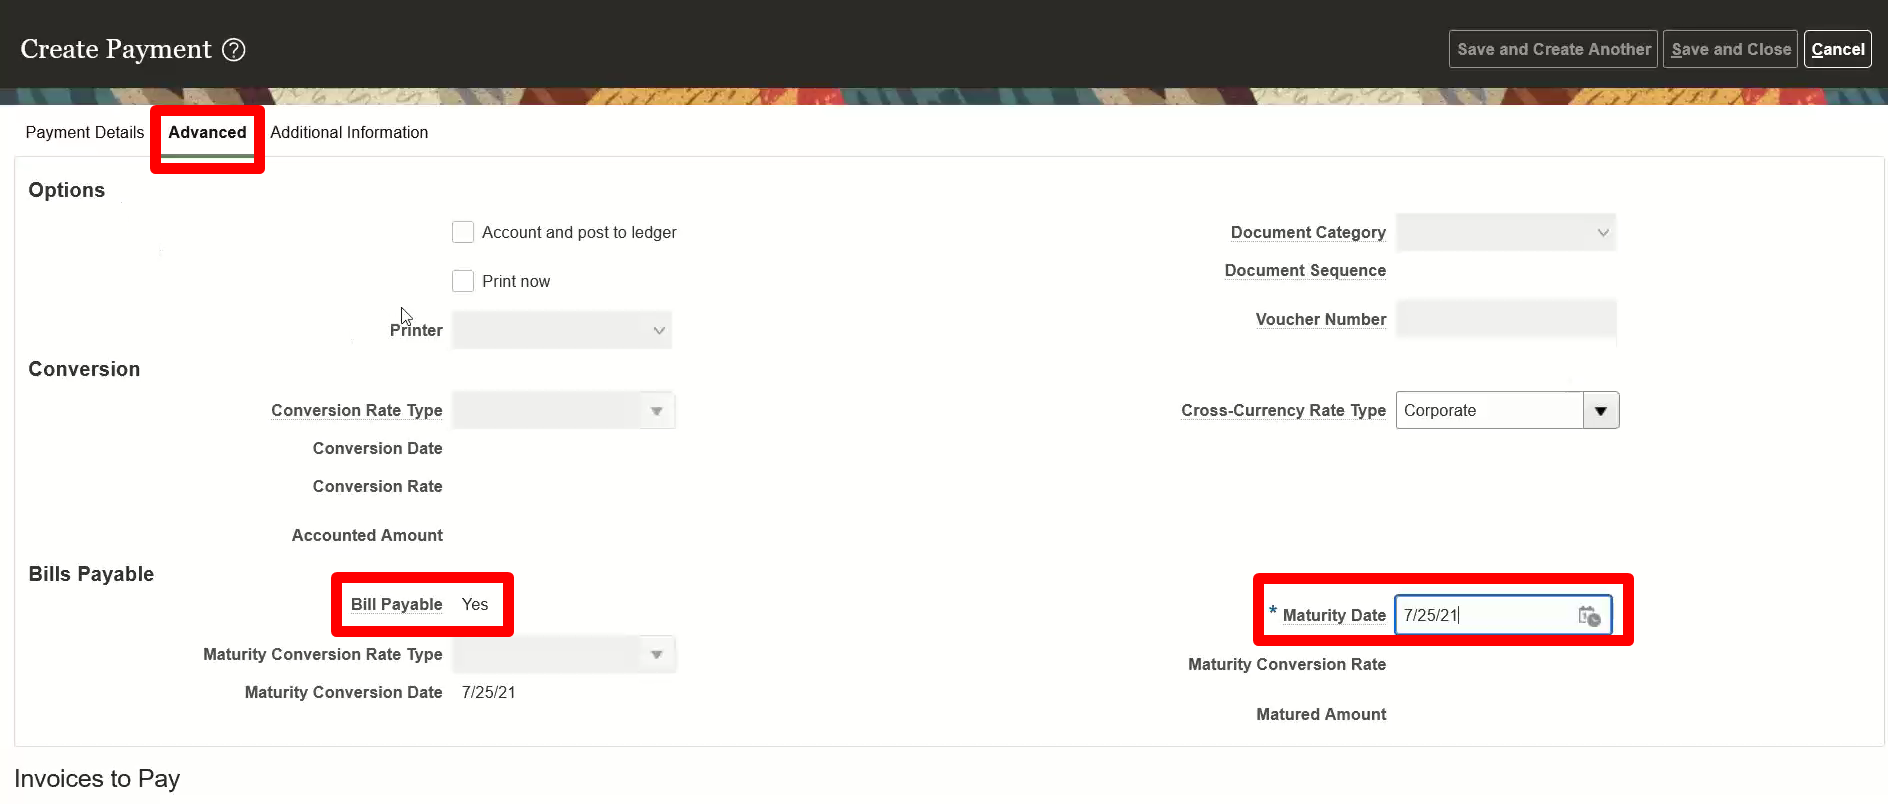 Create Payment ?
Save and Create Another Save and Close Cancel
Payment Details Advanced Additional Information
Options
Account and post to ledger
Print now
Printer
Document Category
Document Sequence
Voucher Number
Conversion
Conversion Rate Type
Conversion Date
Conversion Rate
Accounted Amount
Cross-Currency Rate Type Corporate
Bills Payable
Bill Payable Yes
Maturity Conversion Rate Type
Maturity Conversion Date 7/25/21
* Maturity Date 7/25/21
Maturity Conversion Rate
Matured Amount
Invoices to Pay